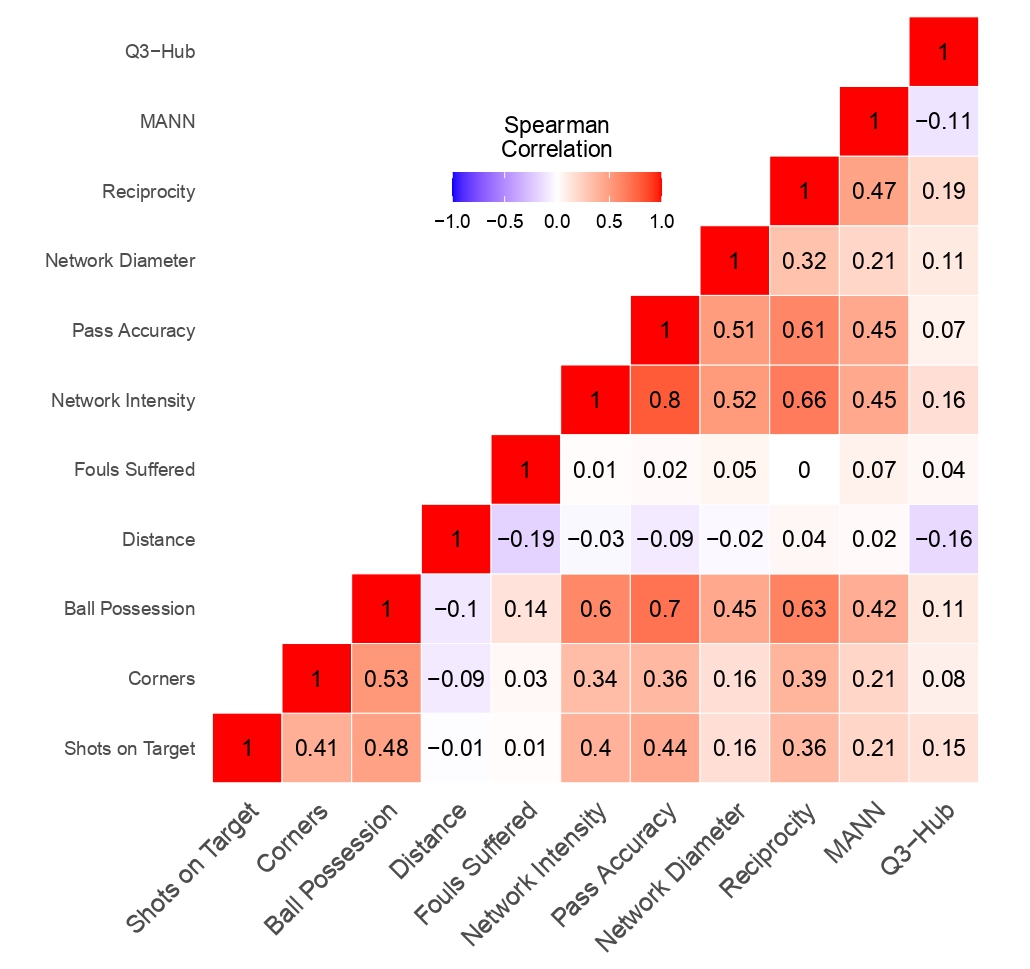 Q3−Hub
1
MANN
1 −0.11
Spearman
Correlation
−1.0 −0.5 0.0 0.5 1.0
Reciprocity
1 0.47 0.19
Network Diameter
1 0.32 0.21 0.11
Pass Accuracy
1 0.51 0.61 0.45 0.07
Network Intensity
1 0.8 0.52 0.66 0.45 0.16
Fouls Suffered
1 0.01 0.02 0.05 0 0.07 0.04
Distance
1 −0.19 −0.03 −0.09 −0.02 0.04 0.02 −0.16
Ball Possession
1 −0.1 0.14 0.6 0.7 0.45 0.63 0.42 0.11
Corners
1 0.53 −0.09 0.03 0.34 0.36 0.16 0.39 0.21 0.08
Shots on Target
1 0.41 0.48 −0.01 0.01 0.4 0.44 0.16 0.36 0.21 0.15
Shots on Target
Corners
Ball Possession
Distance
Fouls Suffered
Network Intensity
Pass Accuracy
Network Diameter
Reciprocity
MANN
Q3−Hub